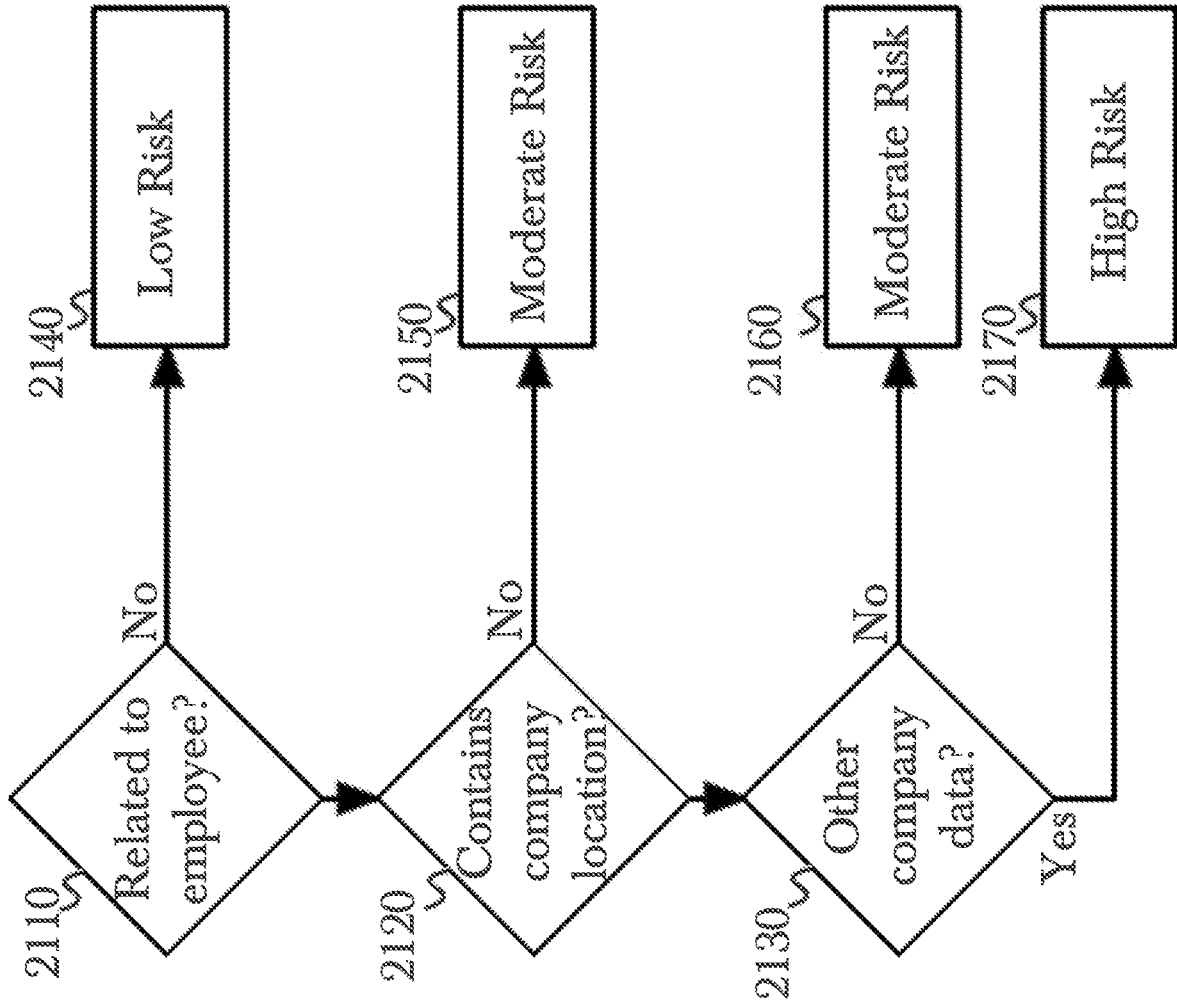 2110
Related to
employee?
No
2140
Low Risk
2120
Contains
company
location?
No
2150
Moderate Risk
2130
Other
company
data?
No
2160
Moderate Risk
Yes
2170
High Risk